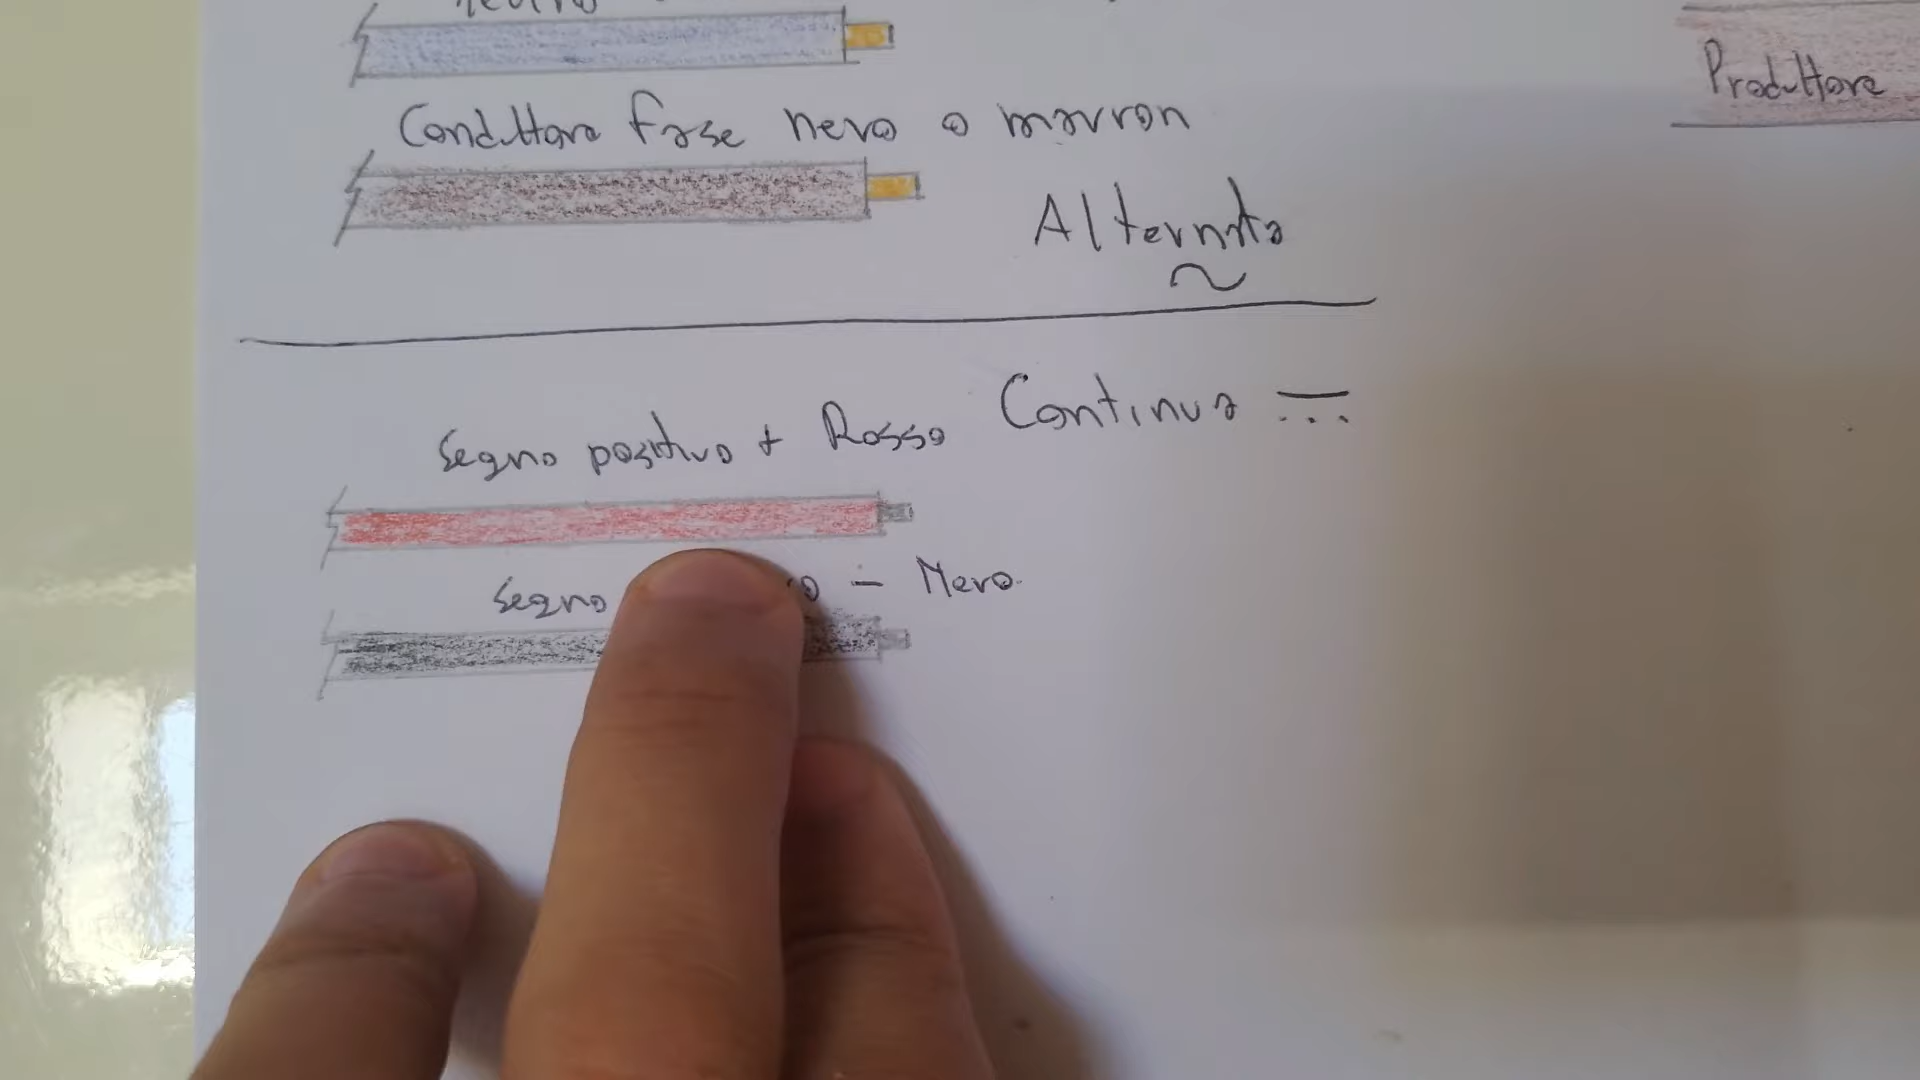 Conduttore fase nero o marron
Produttore
Alternata
~
Continua
Segno positivo + Rosso
Segno - Nero